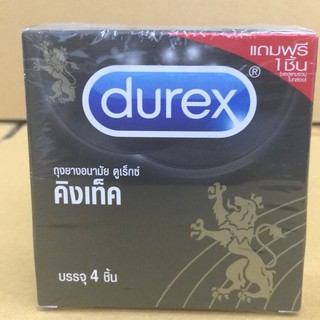 แถมฟรี
1 ชิ้น
durex®
ถุงยางอนามัย ดูเร็กซ์
คิงเท็ค
บรรจุ 4 ชิ้น